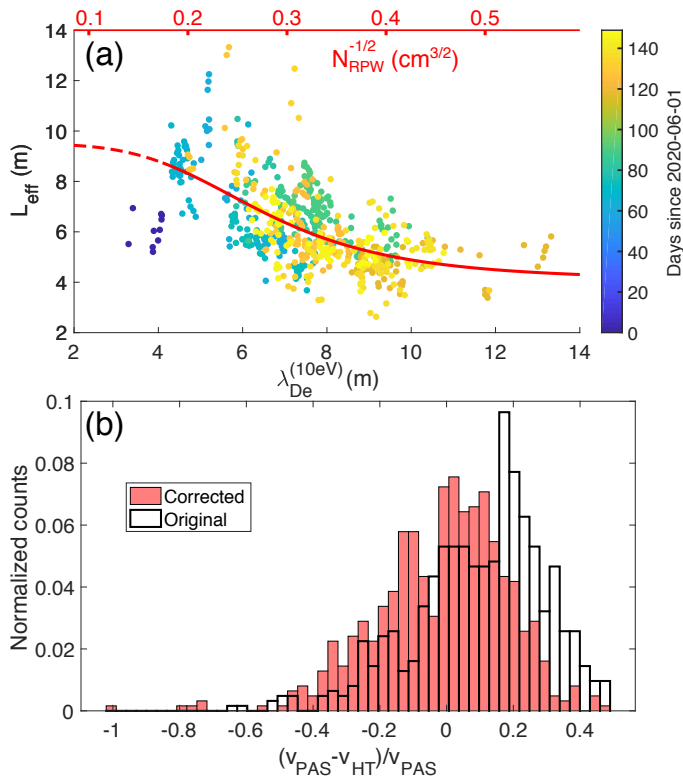 0.1 0.2 0.3 0.4 0.5
N_RPW^-1/2 (cm^3/2)
(a)
14
12
10
8
6
4
2
L_eff (m)
2 4 6 8 10 12 14
λ_De^(10eV) (m)
140
120
100
80
60
40
20
0
Days since 2020-06-01
(b)
0.1
0.08
0.06
0.04
0.02
0
Normalized counts
Corrected
Original
-1 -0.8 -0.6 -0.4 -0.2 0 0.2 0.4
(v_PAS-v_HT)/v_PAS